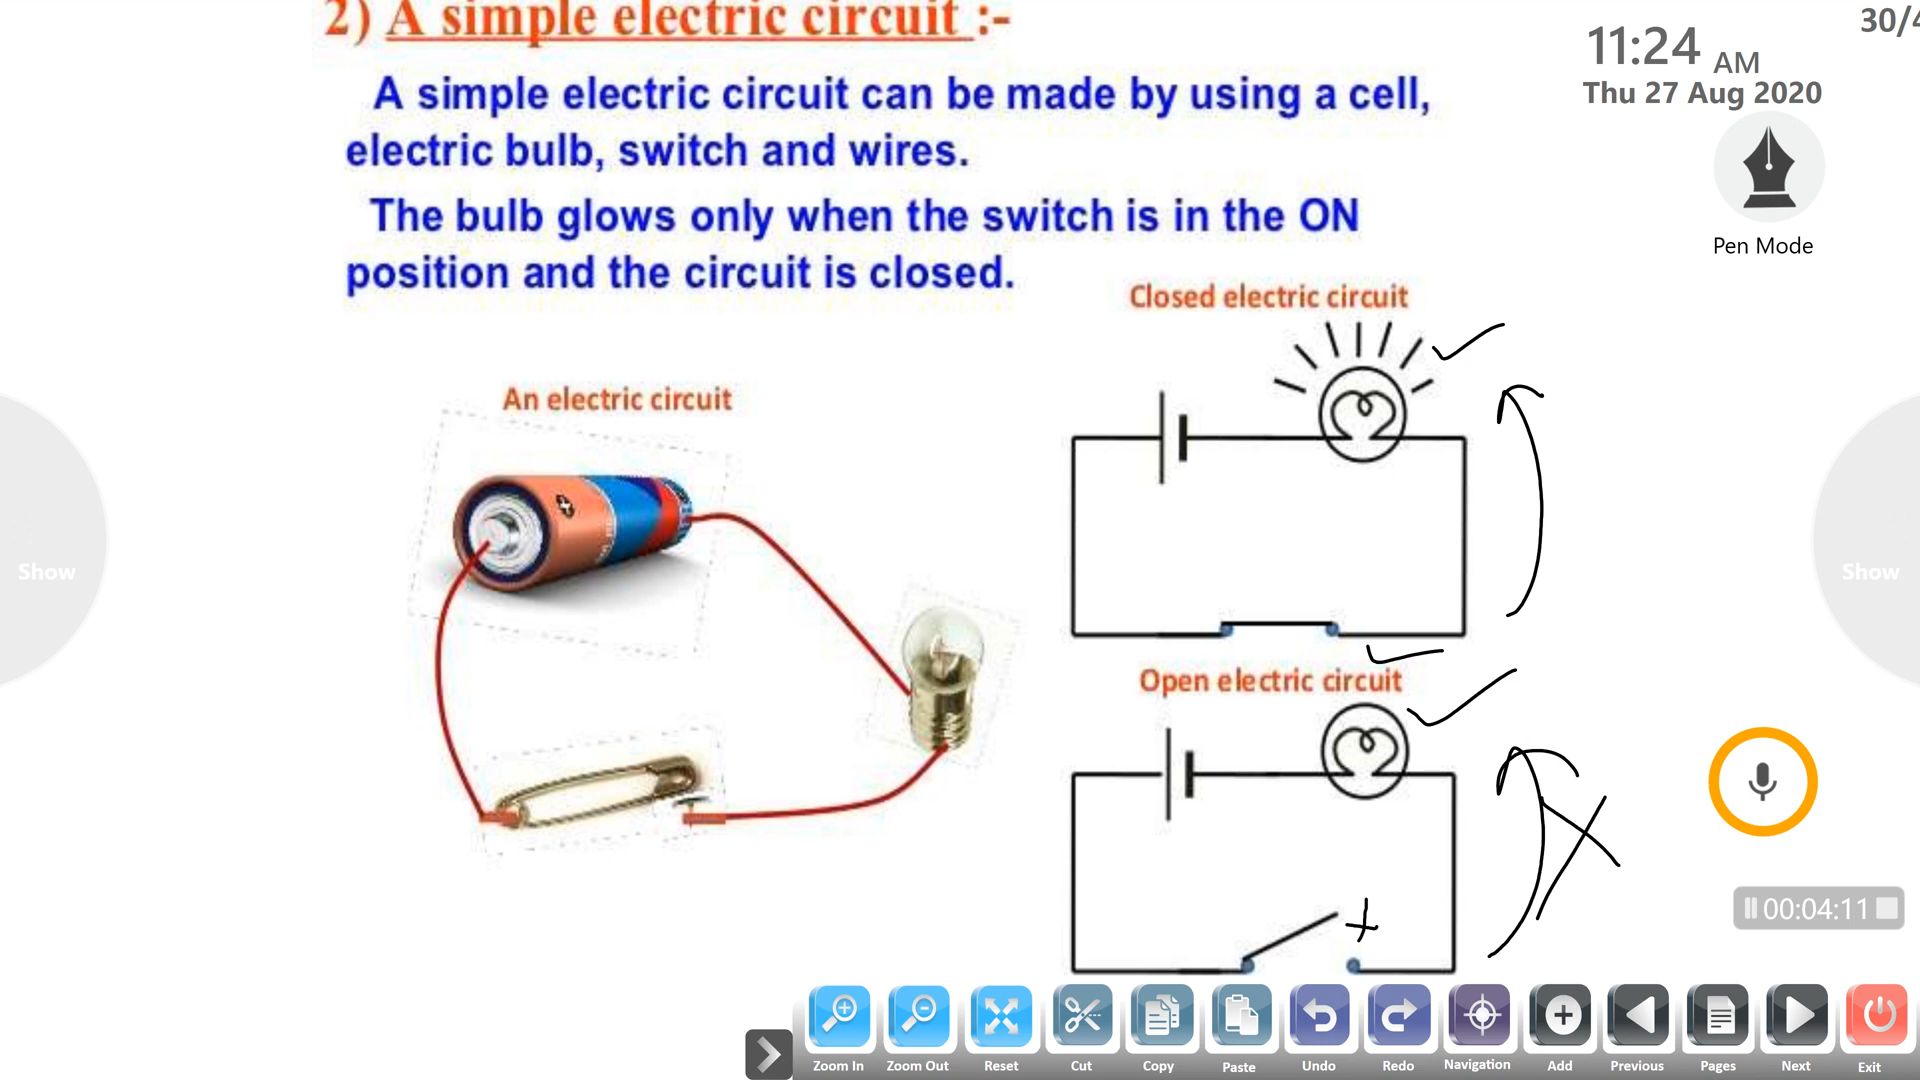 2) A simple electric circuit :-
A simple electric circuit can be made by using a cell,
electric bulb, switch and wires.
The bulb glows only when the switch is in the ON
position and the circuit is closed.
An electric circuit
Closed electric circuit
Open electric circuit
30/4
11:24 AM
Thu 27 Aug 2020
Pen Mode
Show
Show
00:04:11
Zoom In
Zoom Out
Reset
Cut
Copy
Paste
Undo
Redo
Navigation
Add
Previous
Pages
Next
Exit